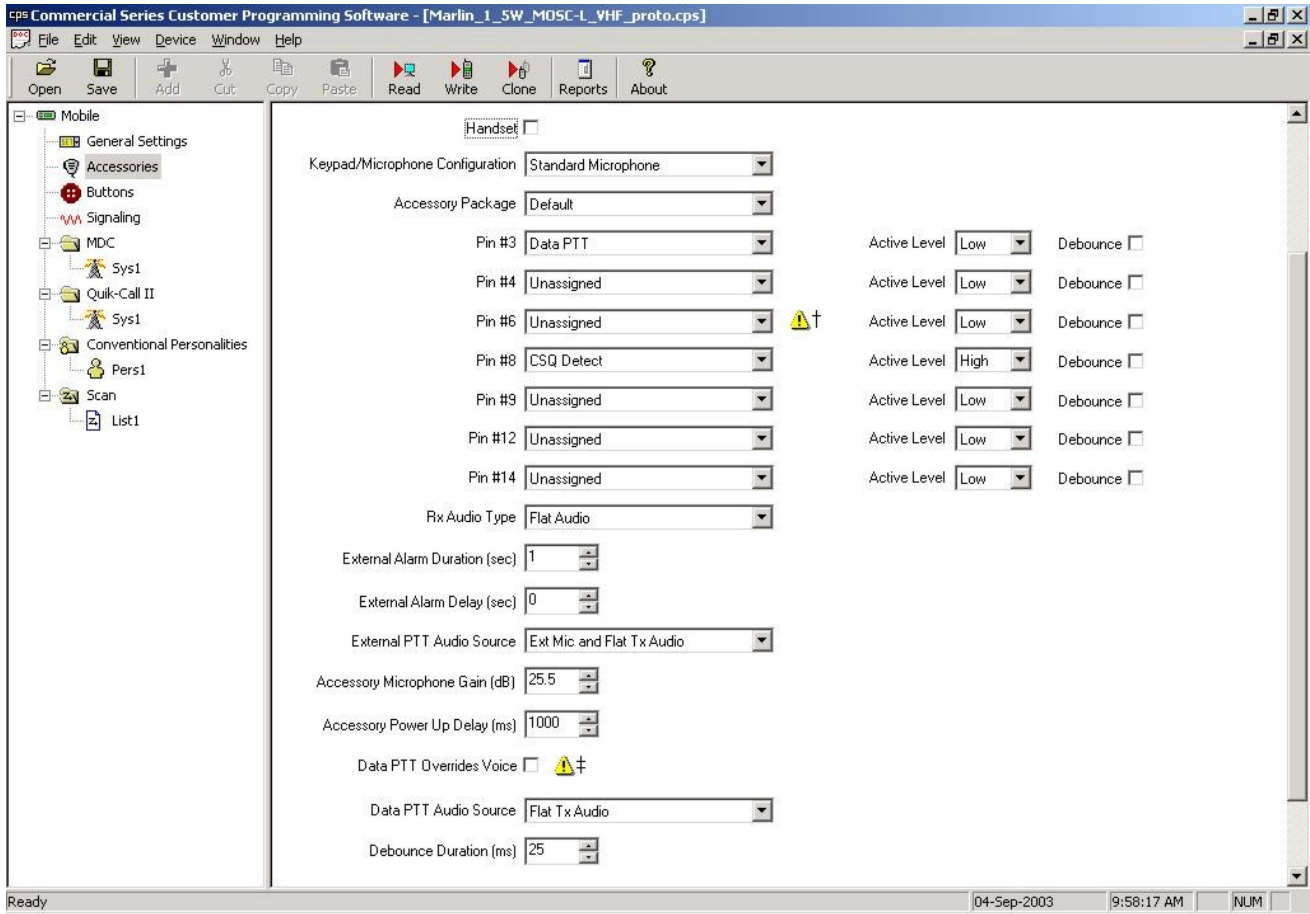 cps Commercial Series Customer Programming Software - [Marlin_1_5W_MOSC-L_VHF_proto.cps]
File Edit View Device Window Help
Open Save Add Cut Copy Paste Read Write Clone Reports About
Mobile
General Settings
Accessories
Buttons
Signaling
MDC
Sys1
Quik-Call II
Sys1
Conventional Personalities
Pers1
Scan
List1
Handset
Keypad/Microphone Configuration Standard Microphone
Accessory Package Default
Pin #3 Data PTT Active Level Low Debounce
Pin #4 Unassigned Active Level Low Debounce
Pin #6 Unassigned † Active Level Low Debounce
Pin #8 CSQ Detect Active Level High Debounce
Pin #9 Unassigned Active Level Low Debounce
Pin #12 Unassigned Active Level Low Debounce
Pin #14 Unassigned Active Level Low Debounce
Rx Audio Type Flat Audio
External Alarm Duration (sec) 1
External Alarm Delay (sec) 0
External PTT Audio Source Ext Mic and Flat Tx Audio
Accessory Microphone Gain (dB) 25.5
Accessory Power Up Delay (ms) 1000
Data PTT Overrides Voice ‡
Data PTT Audio Source Flat Tx Audio
Debounce Duration (ms) 25
Ready 04-Sep-2003 9:58:17 AM NUM